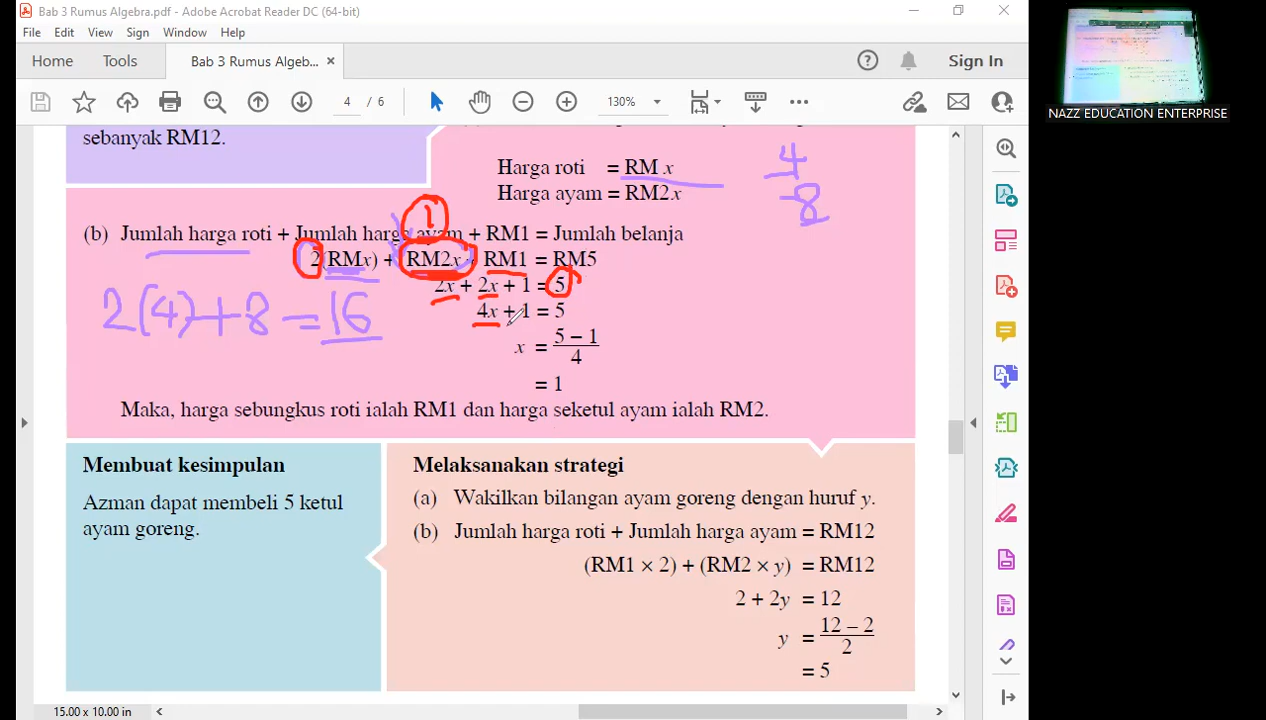 Bab 3 Rumus Algebra.pdf - Adobe Acrobat Reader DC (64-bit)
File Edit View Sign Window Help
Home Tools Bab 3 Rumus Algeb... × Sign In
4 / 6 130%
NAZZ EDUCATION ENTERPRISE
sebanyak RM12.
Harga roti = RM x
Harga ayam = RM2x
4
8
1
(b) Jumlah harga roti + Jumlah harga ayam + RM1 = Jumlah belanja
2(RMx) + RM2x + RM1 = RM5
2x + 2x + 1 = 5
4x + 1 = 5
x = 5 – 1
4
= 1
2(4)+8 = 16
Maka, harga sebungkus roti ialah RM1 dan harga seketul ayam ialah RM2.
Membuat kesimpulan
Azman dapat membeli 5 ketul
ayam goreng.
Melaksanakan strategi
(a) Wakilkan bilangan ayam goreng dengan huruf y.
(b) Jumlah harga roti + Jumlah harga ayam = RM12
(RM1 × 2) + (RM2 × y) = RM12
2 + 2y = 12
y = 12 – 2
2
= 5
15.00 x 10.00 in